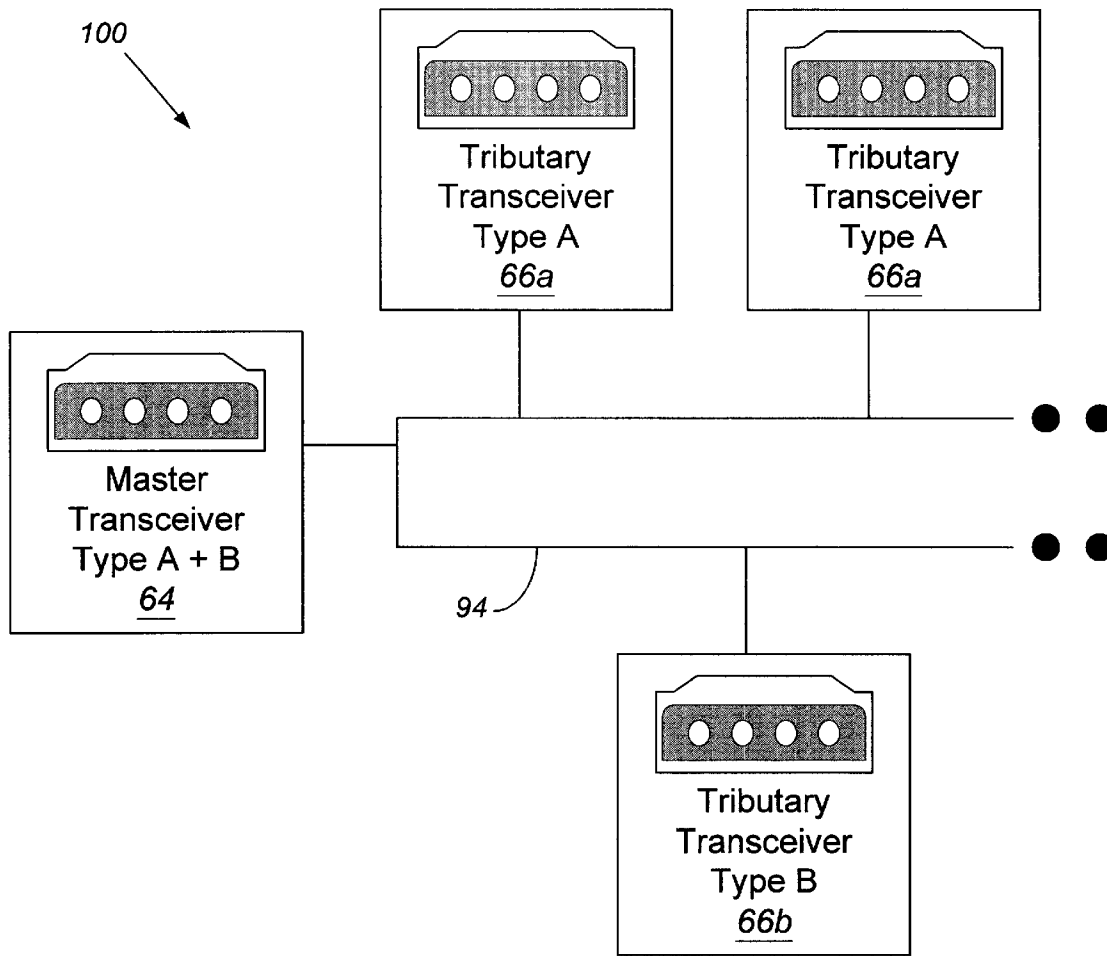 100
Tributary
Transceiver
Type A
66a
Tributary
Transceiver
Type A
66a
Master
Transceiver
Type A + B
64
94
Tributary
Transceiver
Type B
66b